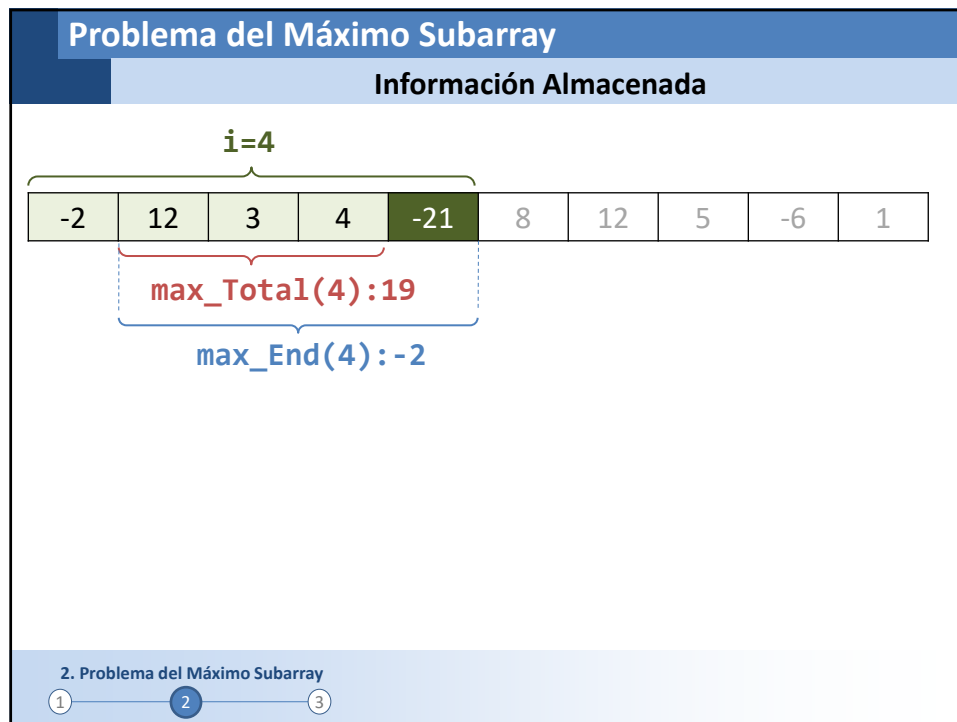 Problema del Máximo Subarray
Información Almacenada
i=4
-2 12 3 4 -21 8 12 5 -6 1
max_Total(4):19
max_End(4):-2
2. Problema del Máximo Subarray
1 2 3